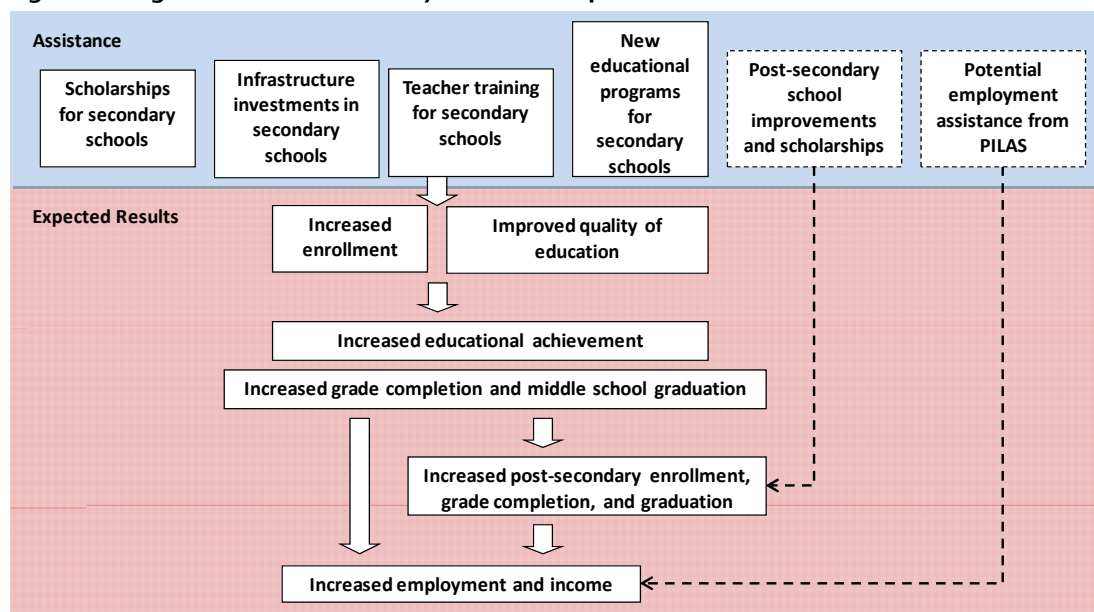 Assistance
Scholarships
for secondary
schools
Infrastructure
investments in
secondary
schools
Teacher training
for secondary
schools
New
educational
programs
for
secondary
schools
Post-secondary
school
improvements
and scholarships
Potential
employment
assistance from
PILAS
Expected Results
Increased
enrollment
Improved quality of
education
Increased educational achievement
Increased grade completion and middle school graduation
Increased post-secondary enrollment,
grade completion, and graduation
Increased employment and income